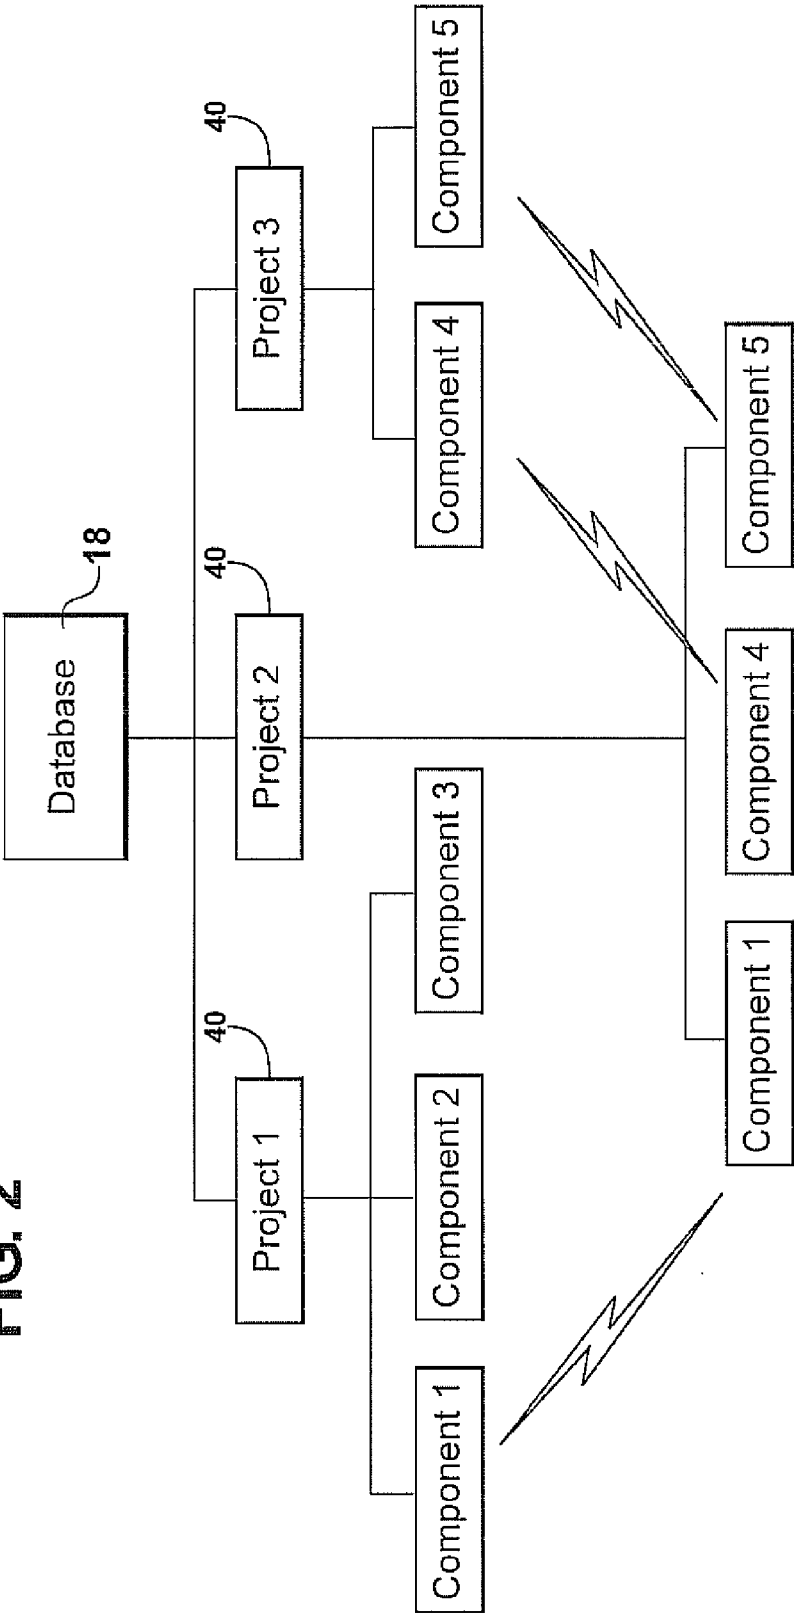 FIG. 2
Database
18
40
40
40
Project 1
Project 2
Project 3
Component 1
Component 2
Component 3
Component 4
Component 5
Component 1
Component 4
Component 5